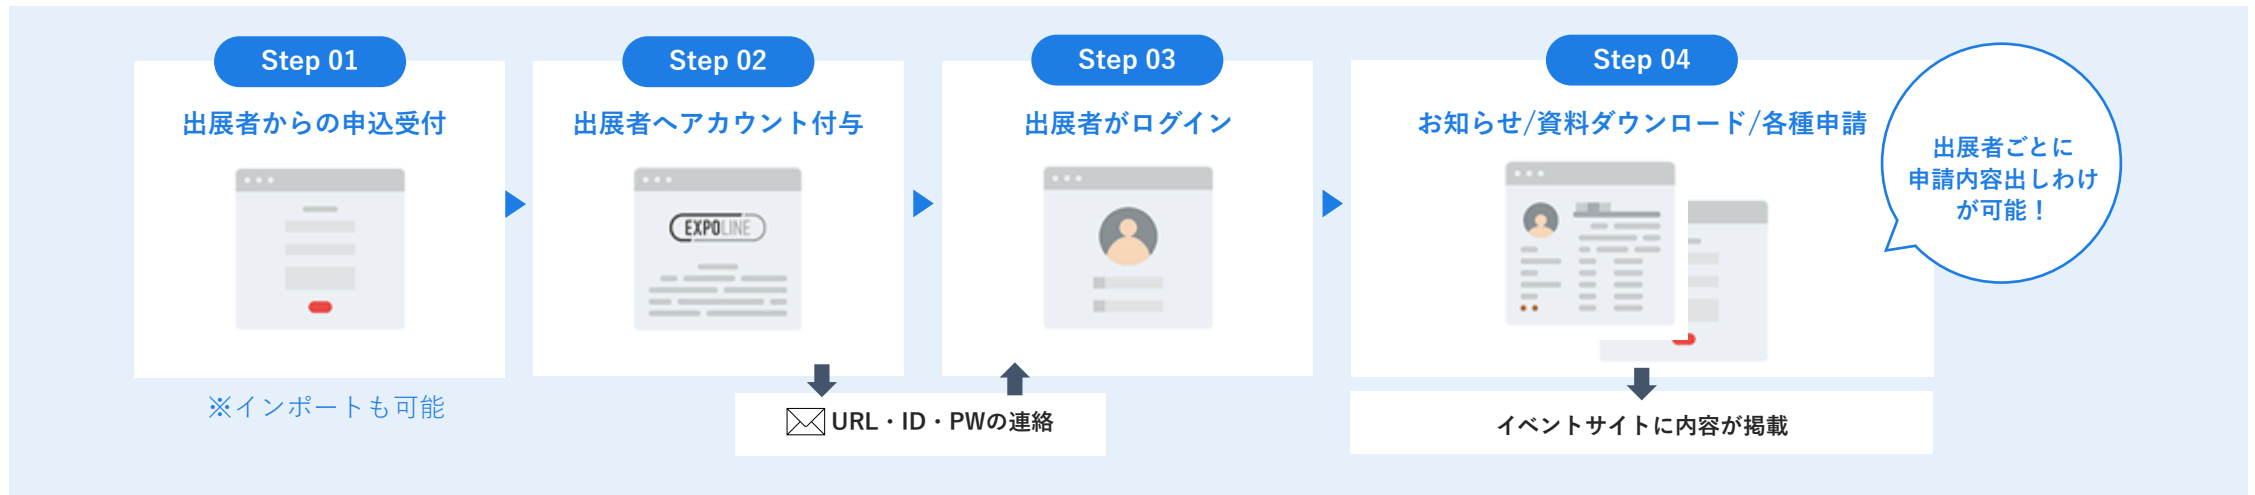 Step 01
出展者からの申込受付
※インポートも可能
Step 02
出展者へアカウント付与
EXPOLINE
URL・ID・PWの連絡
Step 03
出展者がログイン
Step 04
お知らせ/資料ダウンロード/各種申請
イベントサイトに内容が掲載
出展者ごとに
申請内容出しわけ
が可能！